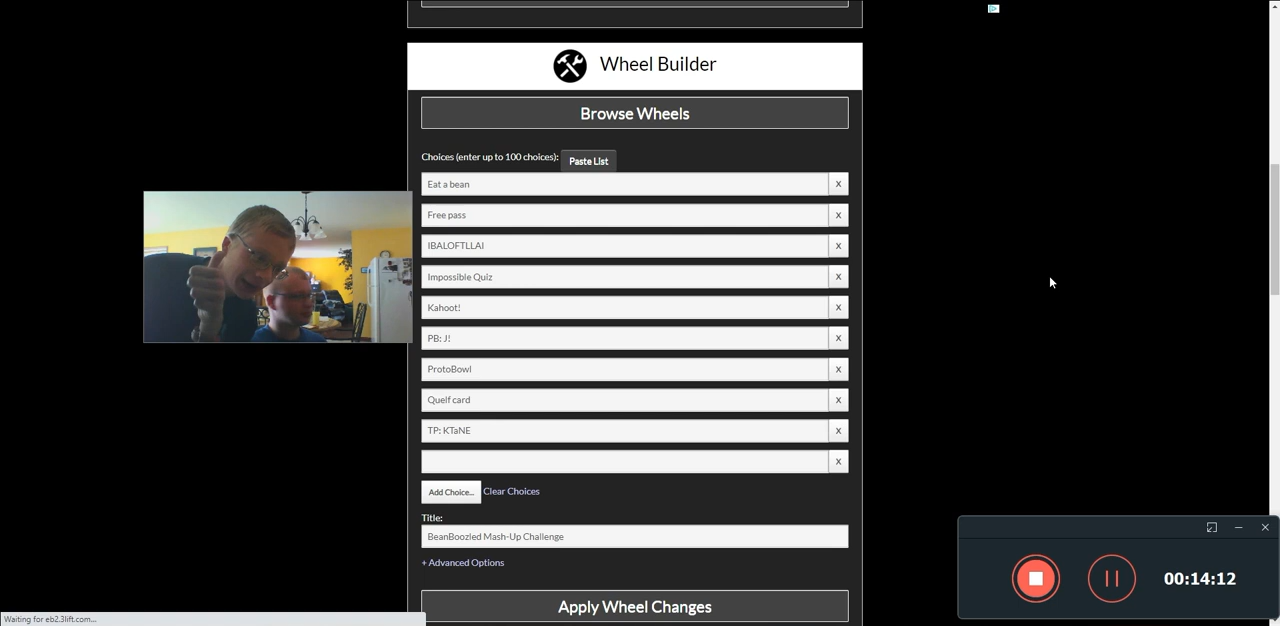 Wheel Builder
Browse Wheels
Choices (enter up to 100 choices): Paste List
Eat a bean X
Free pass X
IBALOFTLLAI X
Impossible Quiz X
Kahoot! X
PB: J! X
ProtoBowl X
Quelf card X
TP: KTaNE X
X
Add Choice... Clear Choices
Title:
BeanBoozled Mash-Up Challenge
+ Advanced Options
Apply Wheel Changes
00:14:12
Waiting for eb2.3lift.com...